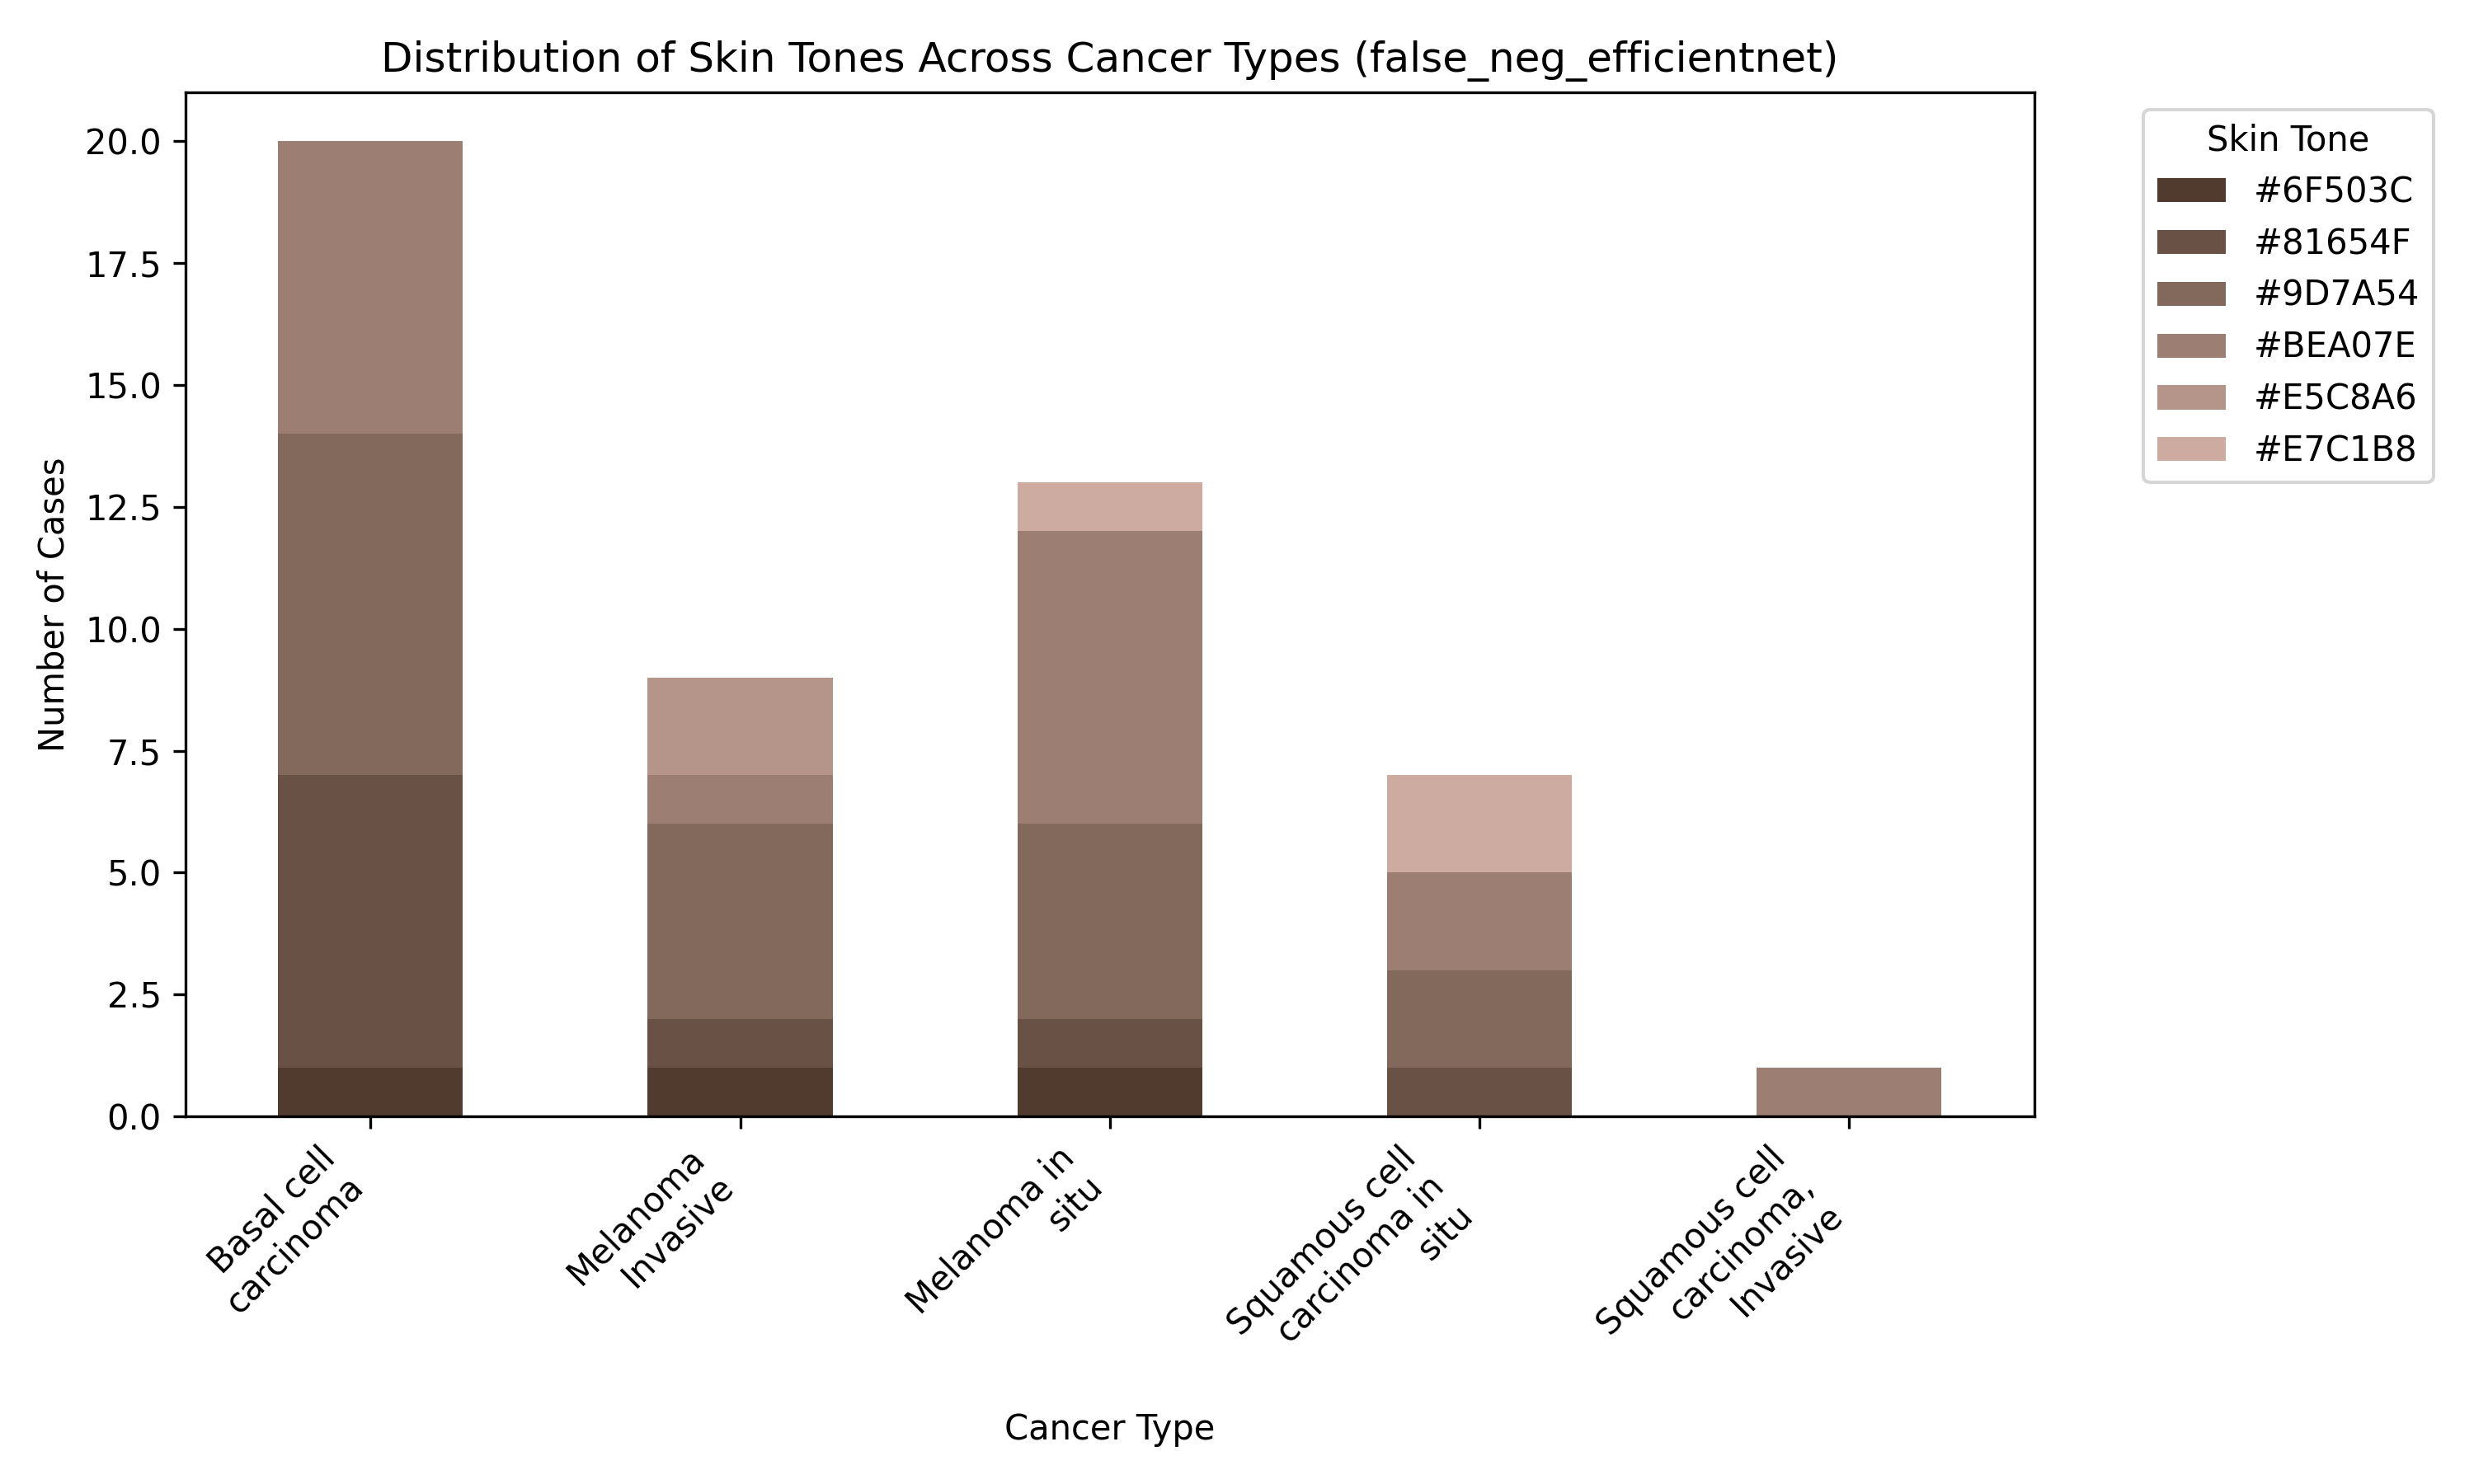 Distribution of Skin Tones Across Cancer Types (false_neg_efficientnet)
Number of Cases
20.0
17.5
15.0
12.5
10.0
7.5
5.0
2.5
0.0
Basal cell
carcinoma
Melanoma
Invasive
Melanoma in
situ
Squamous cell
carcinoma in
situ
Squamous cell
carcinoma,
Invasive
Cancer Type
Skin Tone
#6F503C
#81654F
#9D7A54
#BEA07E
#E5C8A6
#E7C1B8